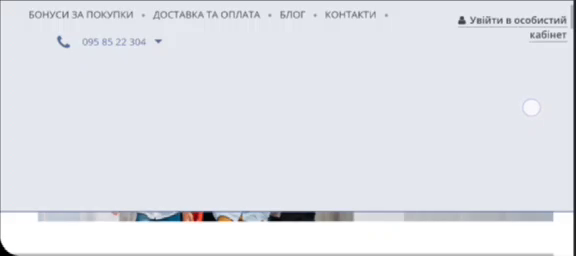 БОНУСИ ЗА ПОКУПКИ • ДОСТАВКА ТА ОПЛАТА • БЛОГ • КОНТАКТИ •
Увійти в особистий
кабінет
095 85 22 304